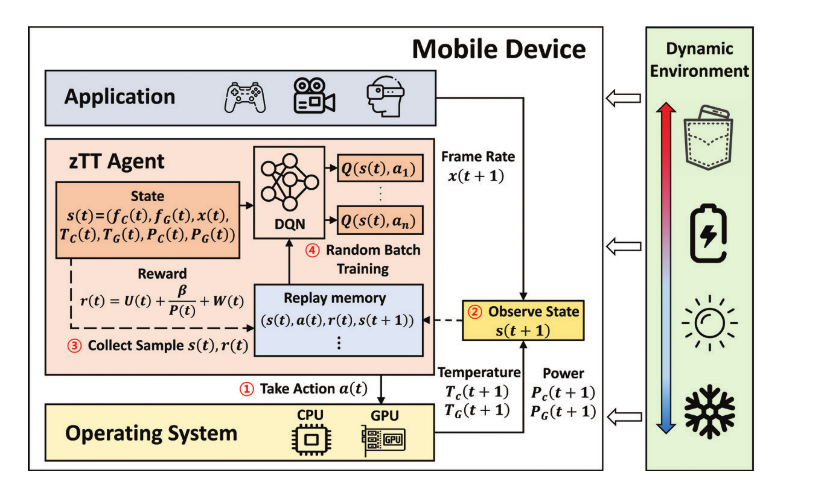 Mobile Device
Dynamic
Environment
Application
Frame Rate
x(t + 1)
zTT Agent
State
s(t)=(f_C(t), f_G(t), x(t),
T_C(t), T_G(t), P_C(t), P_G(t))
DQN
Q(s(t), a_1)
⋮
Q(s(t), a_n)
④ Random Batch
Training
Reward
r(t) = U(t) + β/P(t) + W(t)
Replay memory
(s(t), a(t), r(t), s(t + 1))
⋮
② Observe State
s(t + 1)
③ Collect Sample s(t), r(t)
① Take Action a(t)
Temperature
T_c(t + 1)
T_G(t + 1)
Power
P_c(t + 1)
P_G(t + 1)
Operating System
CPU
GPU
GPU